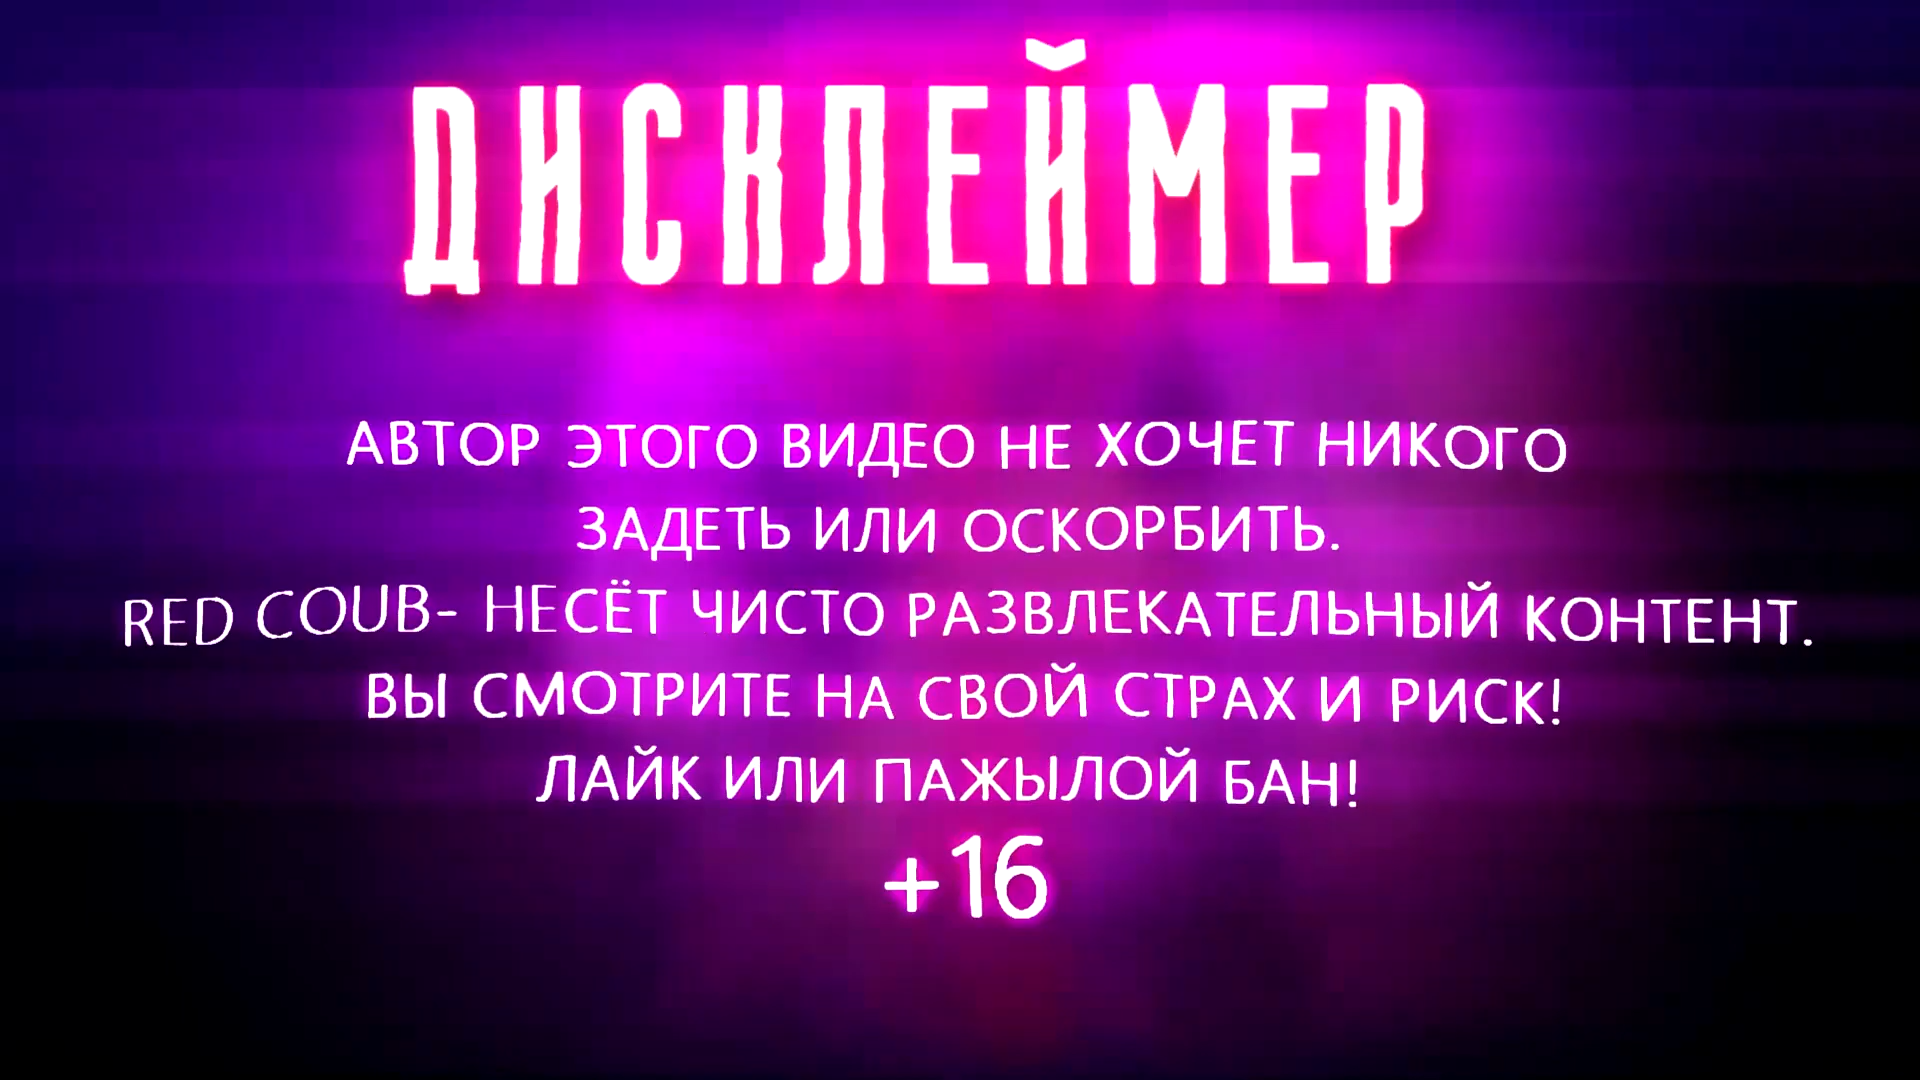 ДИСКЛЕЙМЕР
АВТОР ЭТОГО ВИДЕО НЕ ХОЧЕТ НИКОГО
ЗАДЕТЬ ИЛИ ОСКОРБИТЬ.
RED COUB- НЕСЁТ ЧИСТО РАЗВЛЕКАТЕЛЬНЫЙ КОНТЕНТ.
ВЫ СМОТРИТЕ НА СВОЙ СТРАХ И РИСК!
ЛАЙК ИЛИ ПАЖЫЛОЙ БАН!
+16